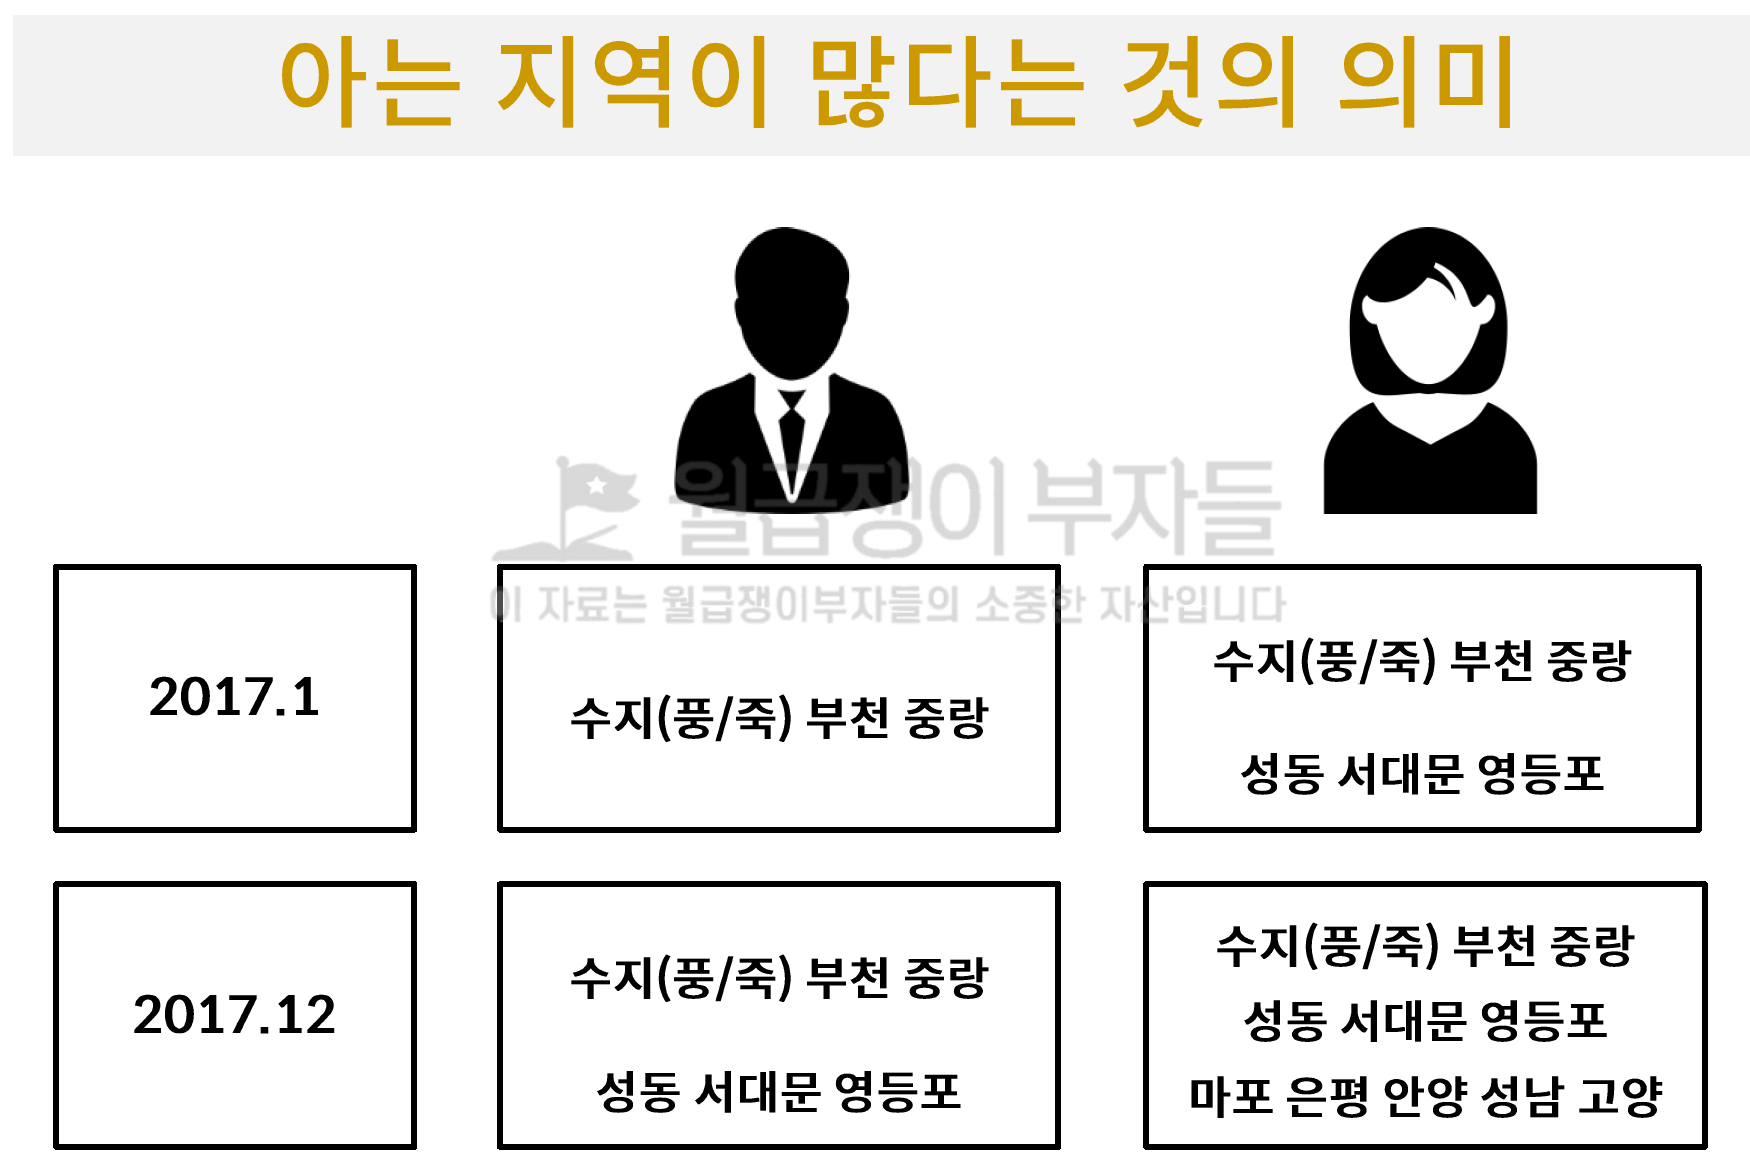 아는 지역이 많다는 것의 의미
월급쟁이 부자들
이 자료는 월급쟁이부자들의 소중한 자산입니다
2017.1
수지(풍/죽) 부천 중랑
수지(풍/죽) 부천 중랑
성동 서대문 영등포
2017.12
수지(풍/죽) 부천 중랑
성동 서대문 영등포
수지(풍/죽) 부천 중랑
성동 서대문 영등포
마포 은평 안양 성남 고양